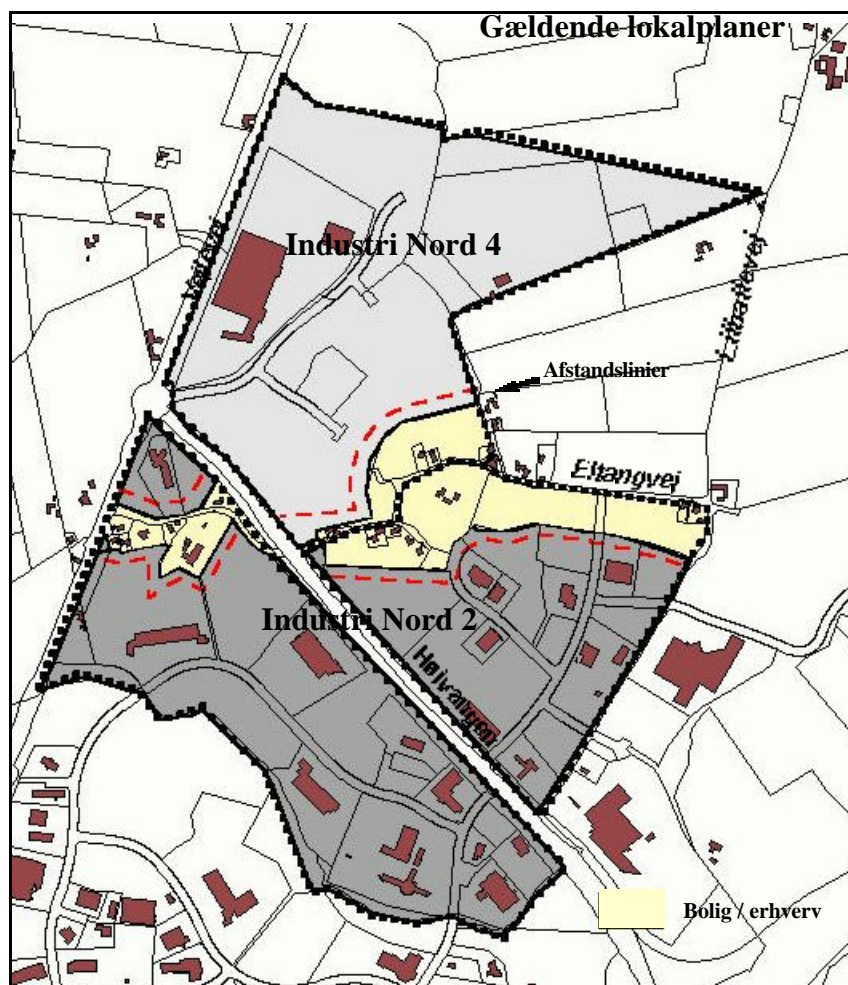 Gældende lokalplaner
Industri Nord 4
Afstandslinier
Eltangvej
Industri Nord 2
Bolig / erhverv